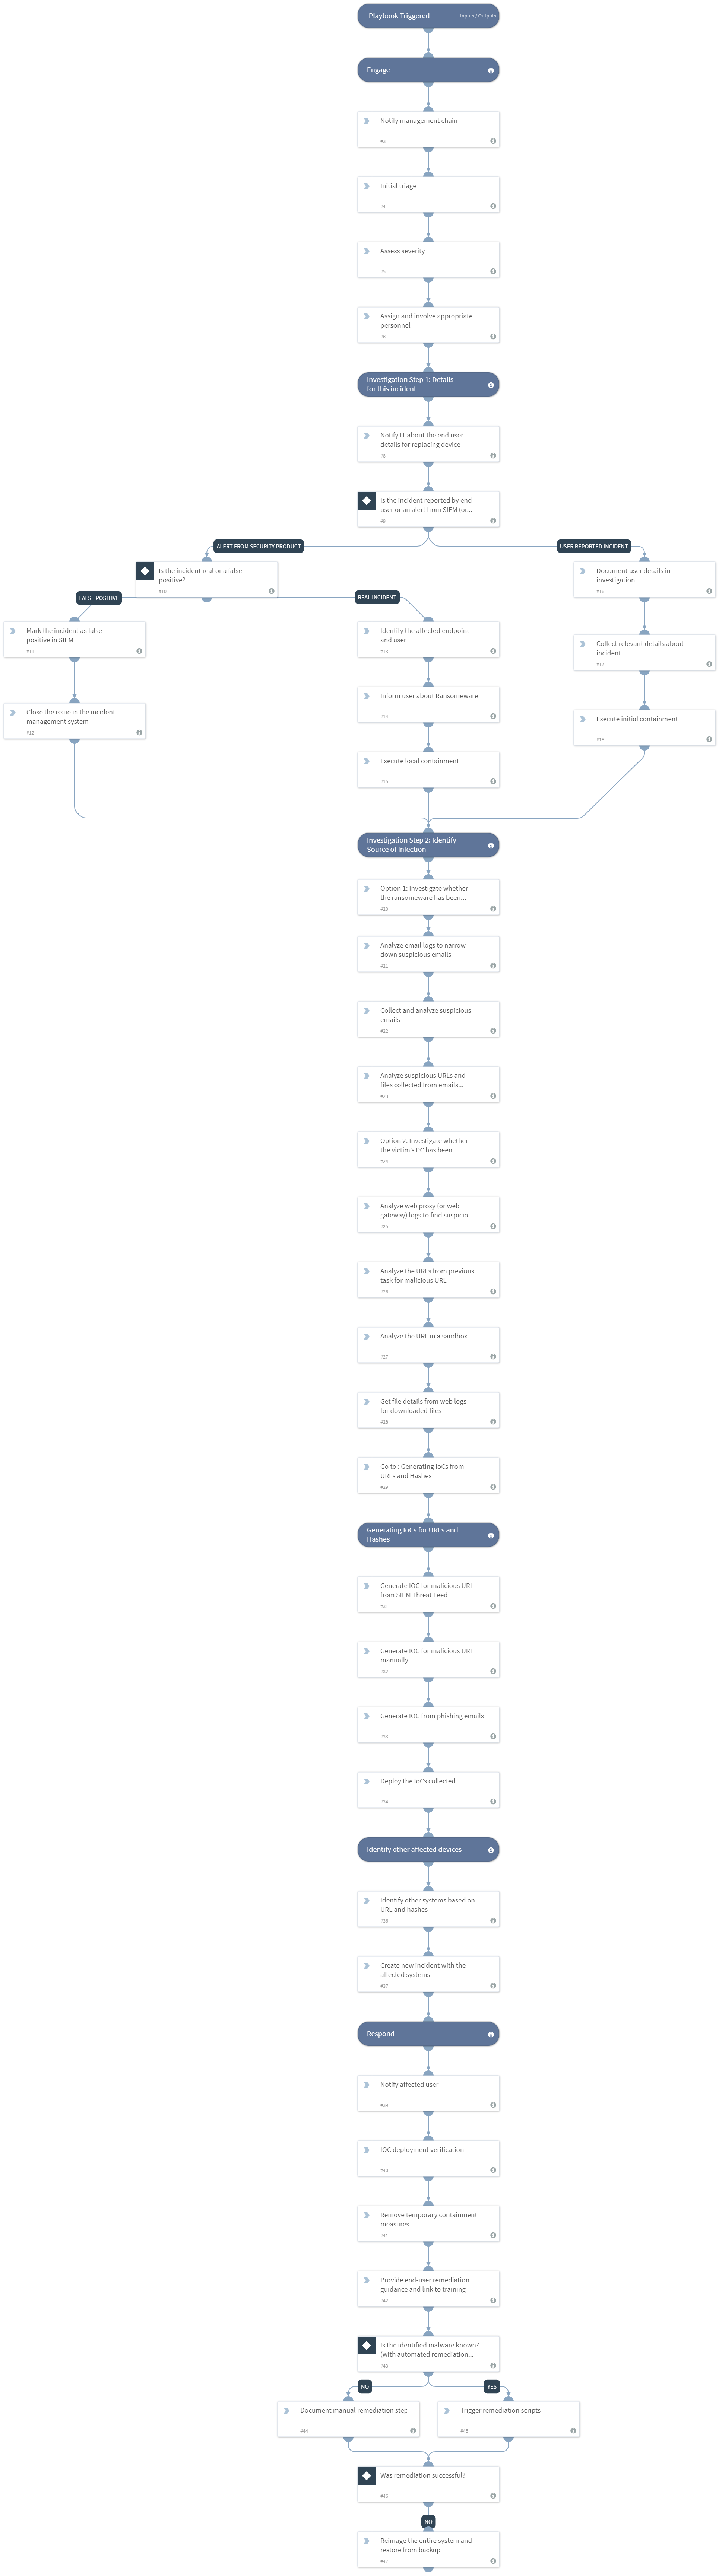 Playbook Triggered
Inputs / Outputs
Engage
Notify management chain
#3
Initial triage
#4
Assess severity
#5
Assign and involve appropriate
personnel
#6
Investigation Step 1: Details
for this incident
Notify IT about the end user
details for replacing device
#8
Is the incident reported by end
user or an alert from SIEM (or...
#9
ALERT FROM SECURITY PRODUCT
USER REPORTED INCIDENT
Is the incident real or a false
positive?
#10
Document user details in
investigation
#16
FALSE POSITIVE
REAL INCIDENT
Mark the incident as false
positive in SIEM
#11
Identify the affected endpoint
and user
#13
Collect relevant details about
incident
#17
Close the issue in the incident
management system
#12
Inform user about Ransomeware
#14
Execute initial containment
#18
Execute local containment
#15
Investigation Step 2: Identify
Source of Infection
Option 1: Investigate whether
the ransomeware has been...
#20
Analyze email logs to narrow
down suspicious emails
#21
Collect and analyze suspicious
emails
#22
Analyze suspicious URLs and
files collected from emails...
#23
Option 2: Investigate whether
the victim's PC has been...
#24
Analyze web proxy (or web
gateway) logs to find suspicio...
#25
Analyze the URLs from previous
task for malicious URL
#26
Analyze the URL in a sandbox
#27
Get file details from web logs
for downloaded files
#28
Go to : Generating IoCs from
URLs and Hashes
#29
Generating IoCs for URLs and
Hashes
Generate IOC for malicious URL
from SIEM Threat Feed
#31
Generate IOC for malicious URL
manually
#32
Generate IOC from phishing emails
#33
Deploy the IoCs collected
#34
Identify other affected devices
Identify other systems based on
URL and hashes
#36
Create new incident with the
affected systems
#37
Respond
Notify affected user
#39
IOC deployment verification
#40
Remove temporary containment
measures
#41
Provide end-user remediation
guidance and link to training
#42
Is the identified malware known?
(with automated remediation...
#43
NO
YES
Document manual remediation step
#44
Trigger remediation scripts
#45
Was remediation successful?
#46
NO
Reimage the entire system and
restore from backup
#47